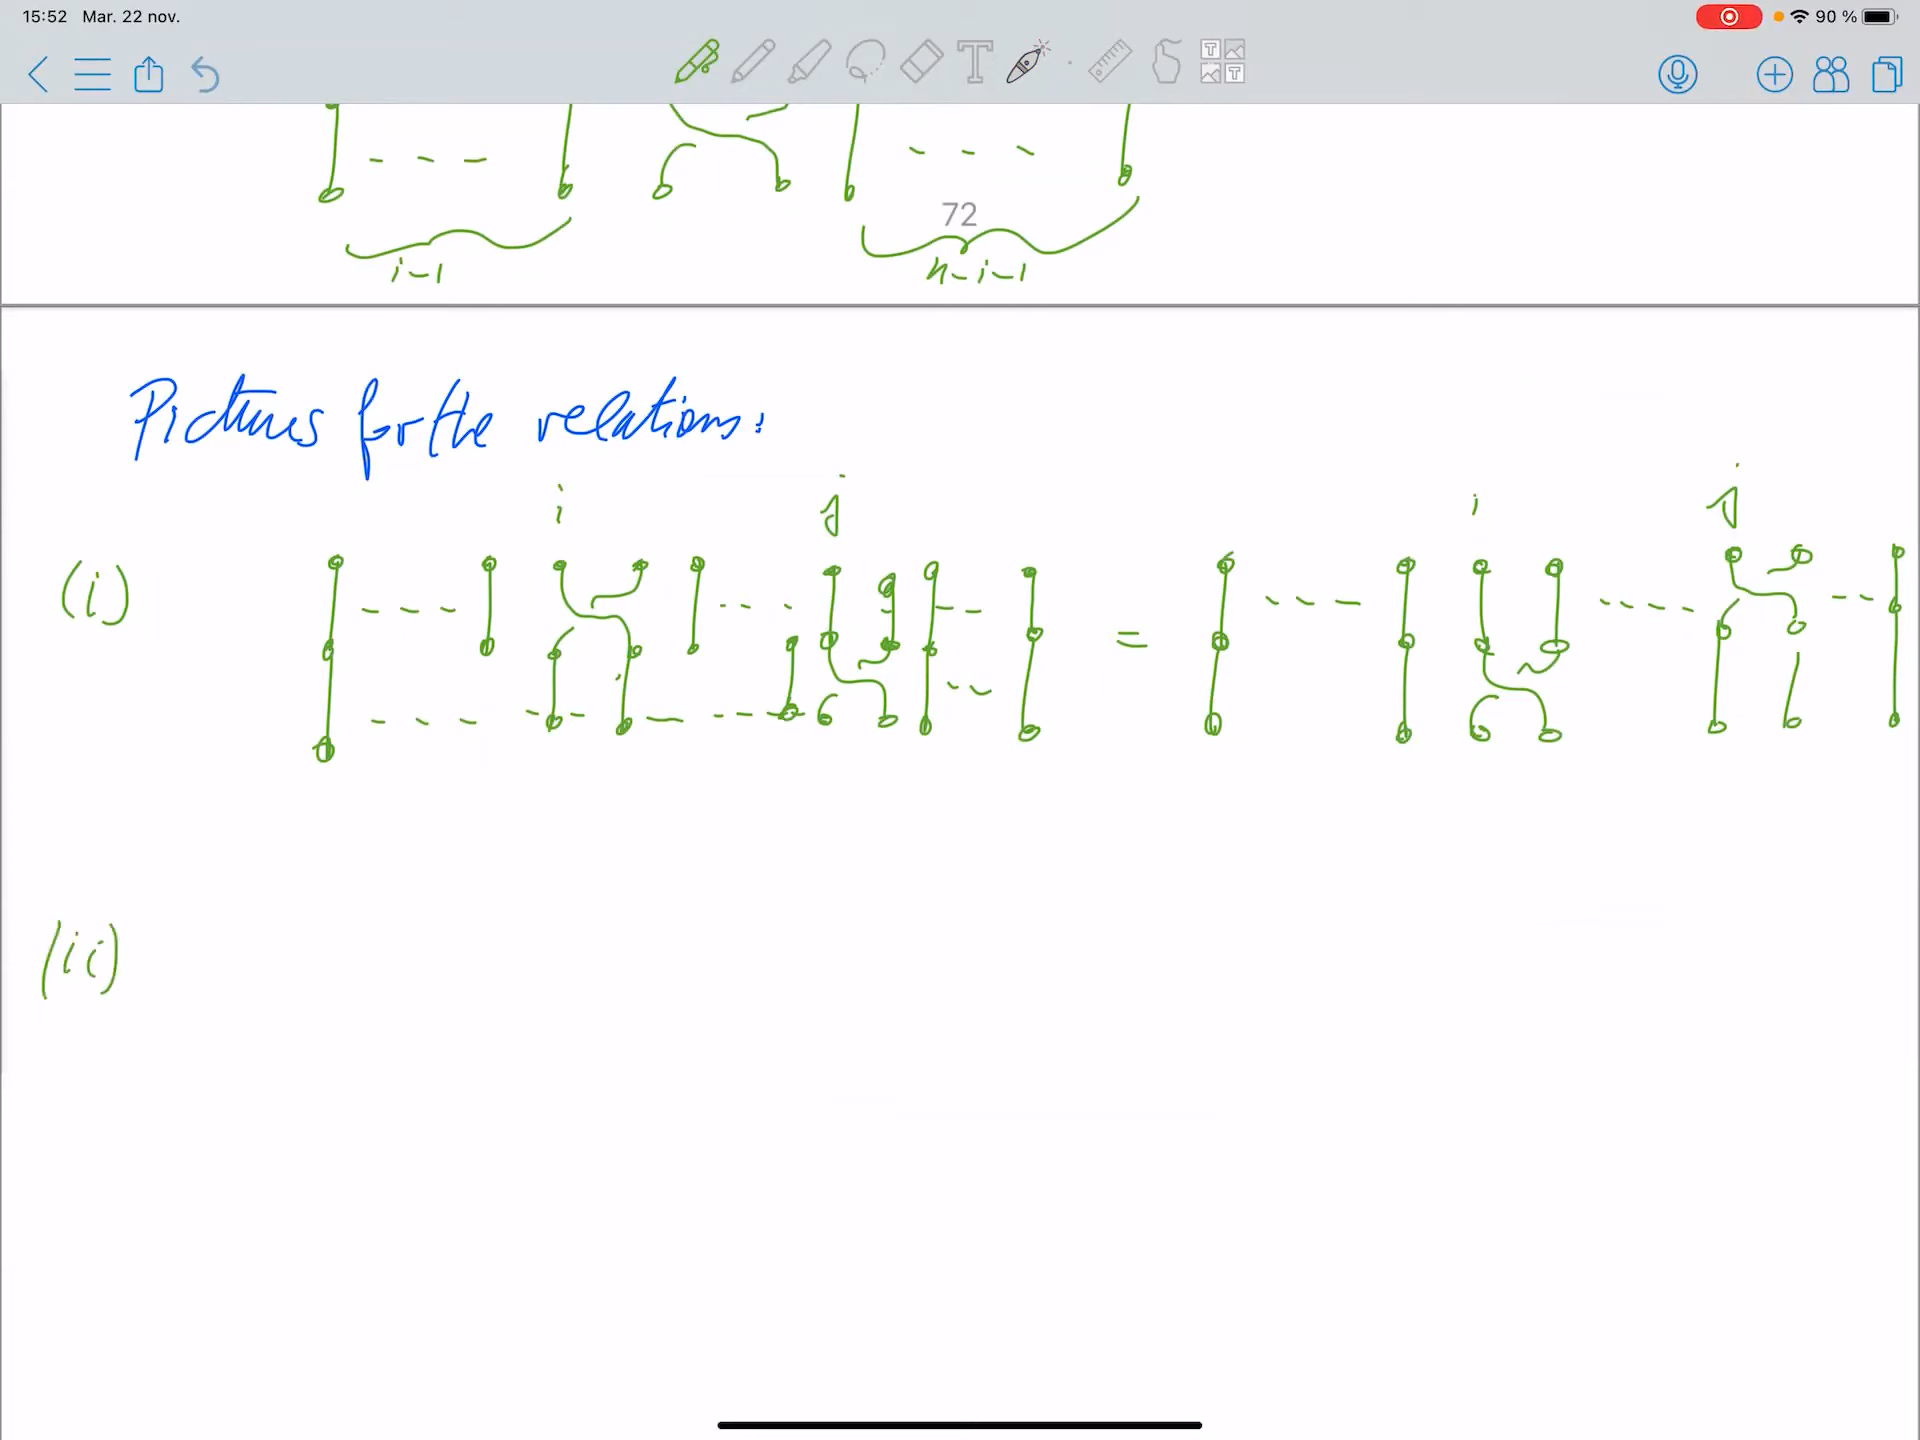 15:52 Mar. 22 nov. 90 %
72
i-1 n-i-1
Pictures for the relations:
i j i j
(i) =
(ii)